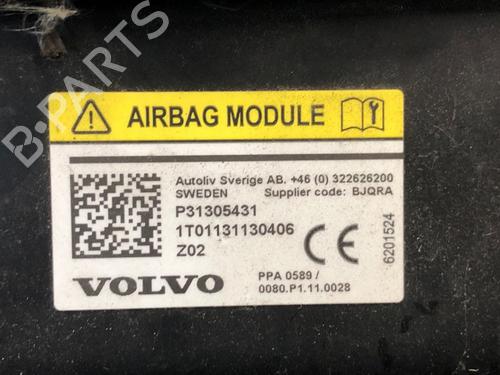 AIRBAG MODULE
Autoliv Sverige AB. +46 (0) 322626200
SWEDEN Supplier code: BJQRA
P31305431
1T01131130406
Z02
CE
6201524
VOLVO
PPA 0589 /
0080.P1.11.0028
B-PARTS